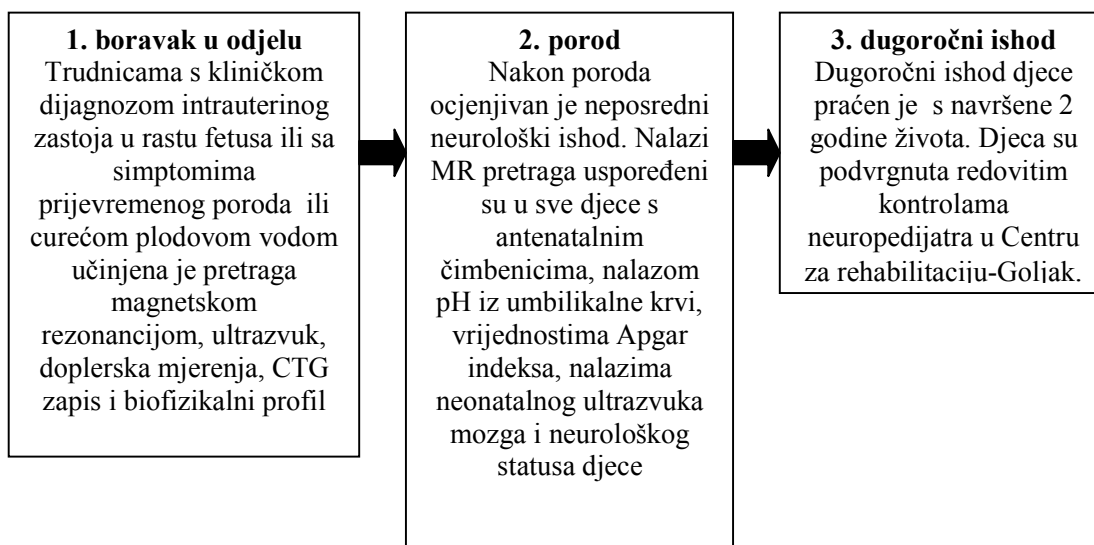 1. boravak u odjelu
Trudnicama s kliničkom
dijagnozom intrauterinog
zastoja u rastu fetusa ili sa
simptomima
prijevremenog poroda ili
curećom plodovom vodom
učinjena je pretraga
magnetskom
rezonancijom, ultrazvuk,
doplerska mjerenja, CTG
zapis i biofizikalni profil
2. porod
Nakon poroda
ocjenjivan je neposredni
neurološki ishod. Nalazi
MR pretraga uspoređeni
su u sve djece s
antenatalnim
čimbenicima, nalazom
pH iz umbilikalne krvi,
vrijednostima Apgar
indeksa, nalazima
neonatalnog ultrazvuka
mozga i neurološkog
statusa djece
3. dugoročni ishod
Dugoročni ishod djece
praćen je s navršene 2
godine života. Djeca su
podvrgnuta redovitim
kontrolama
neuropedijatra u Centru
za rehabilitaciju-Goljak.